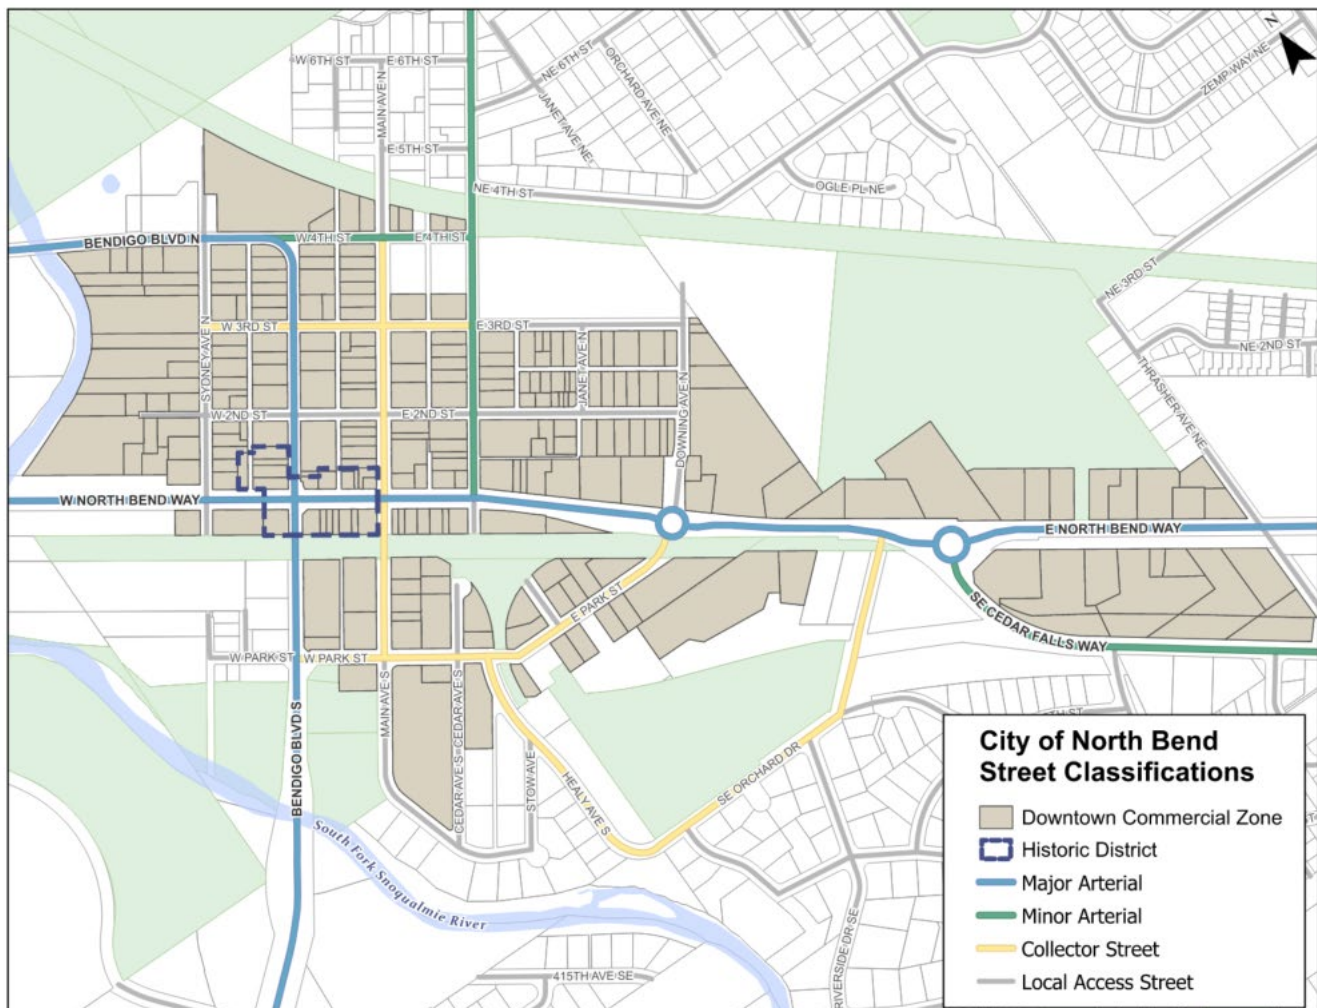 N
ZEMP WAY NE
W 6TH ST
E 6TH ST
NE 6TH ST
ORCHARD AVE NE
MAIN AVE N
JANET AVE NE
E 5TH ST
NE 4TH ST
OGLE PL NE
BENDIGO BLVD N
W 4TH ST
E 4TH ST
NE 3RD ST
W 3RD ST
E 3RD ST
SYDNEY AVE N
JANET AVE N
NE 2ND ST
THRASHER AVE NE
W 2ND ST
E 2ND ST
DOWNING AVE N
W NORTH BEND WAY
E NORTH BEND WAY
E PARK ST
SE CEDAR FALLS WAY
W PARK ST
W PARK ST
BENDIGO BLVD S
MAIN AVE S
CEDAR AVE S
CEDAR AVE S
STOW AVE
HEALY AVE S
SE ORCHARD DR
TH ST
South Fork Snoqualmie River
RIVERSIDE DR SE
415TH AVE SE
ST
City of North Bend
Street Classifications
Downtown Commercial Zone
Historic District
Major Arterial
Minor Arterial
Collector Street
Local Access Street